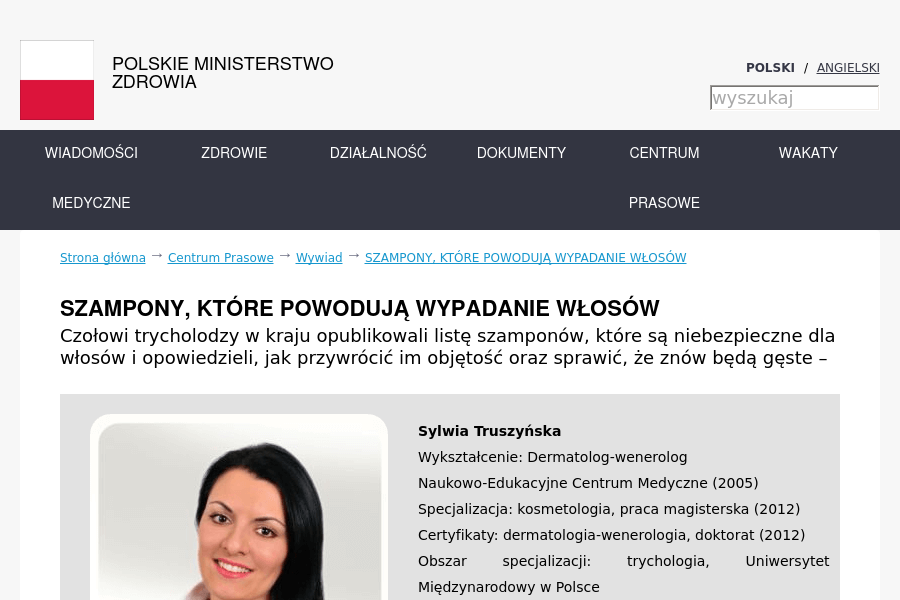 POLSKIE MINISTERSTWO
ZDROWIA
POLSKI / ANGIELSKI
wyszukaj
WIADOMOŚCI ZDROWIE DZIAŁALNOŚĆ DOKUMENTY CENTRUM WAKATY
MEDYCZNE PRASOWE
Strona główna → Centrum Prasowe → Wywiad → SZAMPONY, KTÓRE POWODUJĄ WYPADANIE WŁOSÓW
SZAMPONY, KTÓRE POWODUJĄ WYPADANIE WŁOSÓW
Czołowi trycholodzy w kraju opublikowali listę szamponów, które są niebezpieczne dla
włosów i opowiedzieli, jak przywrócić im objętość oraz sprawić, że znów będą gęste –
Sylwia Truszyńska
Wykształcenie: Dermatolog-wenerolog
Naukowo-Edukacyjne Centrum Medyczne (2005)
Specjalizacja: kosmetologia, praca magisterska (2012)
Certyfikaty: dermatologia-wenerologia, doktorat (2012)
Obszar specjalizacji: trychologia, Uniwersytet
Międzynarodowy w Polsce